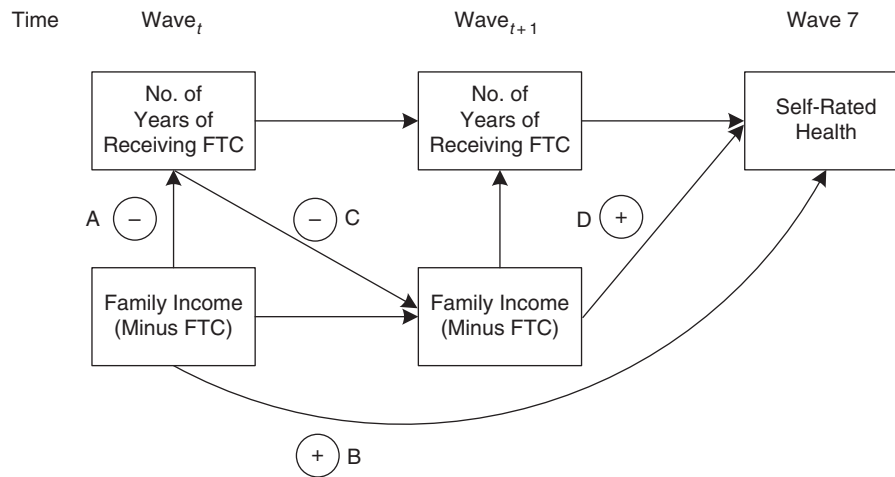 Time Wave t Wave t+1 Wave 7
No. of
Years of
Receiving FTC
No. of
Years of
Receiving FTC
Self-Rated
Health
A −
− C
D +
Family Income
(Minus FTC)
Family Income
(Minus FTC)
+ B